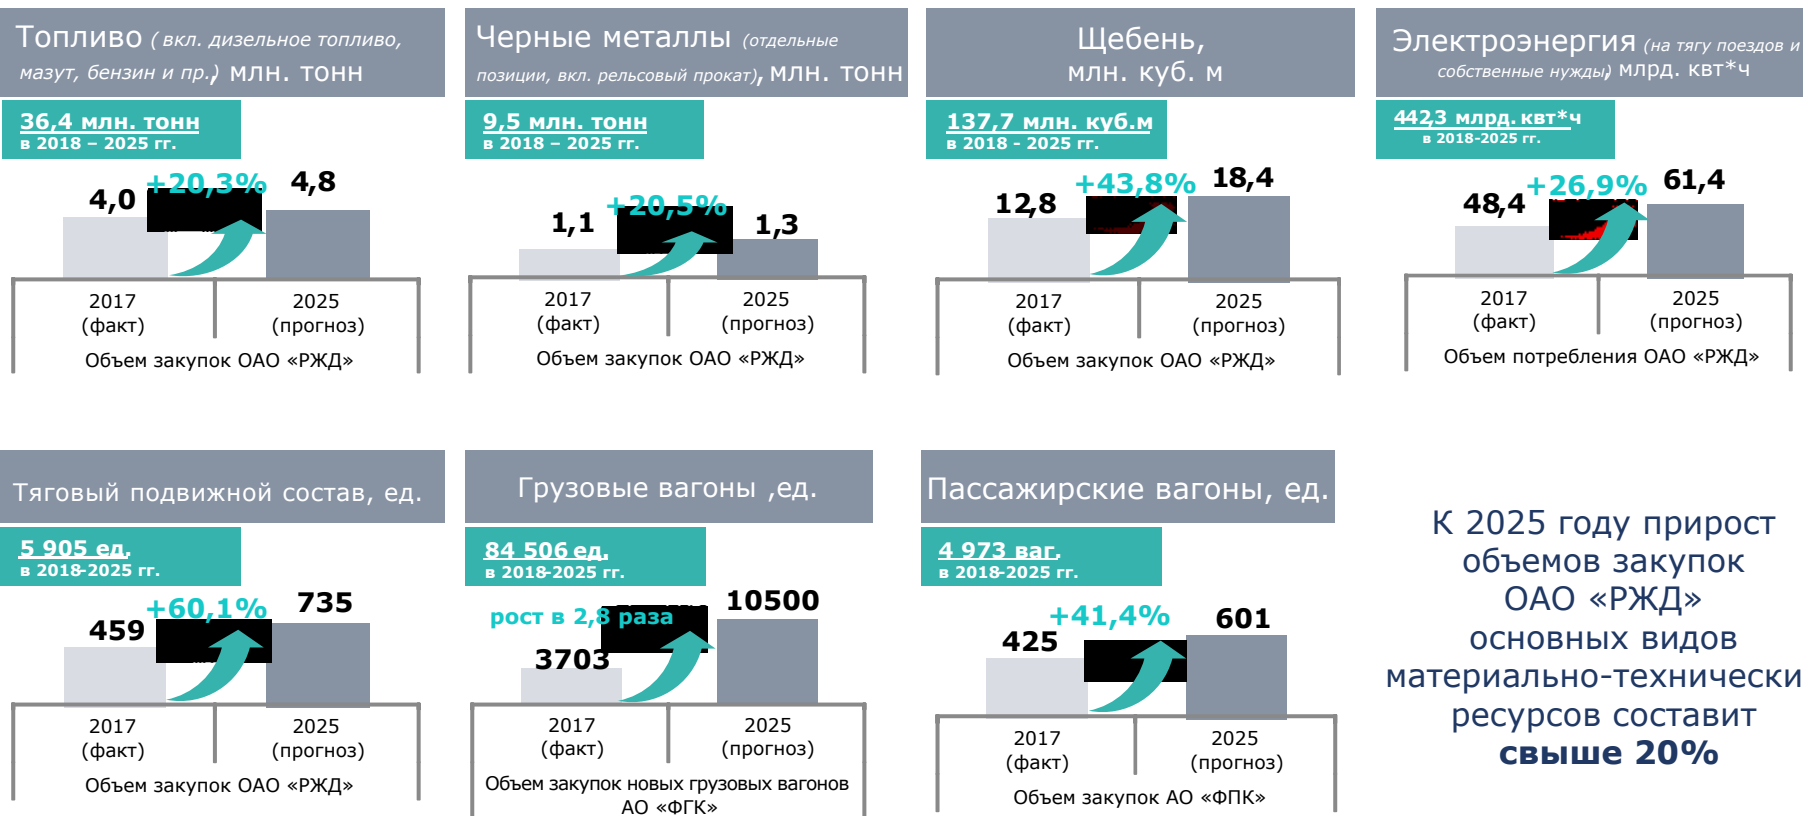 Топливо ( вкл. дизельное топливо,
мазут, бензин и пр.), млн. тонн
36,4 млн. тонн
в 2018 – 2025 гг.
+20,3%
4,0
4,8
2017
(факт)
2025
(прогноз)
Объем закупок ОАО «РЖД»
Черные металлы (отдельные
позиции, вкл. рельсовый прокат), млн. тонн
9,5 млн. тонн
в 2018 – 2025 гг.
+20,5%
1,1
1,3
2017
(факт)
2025
(прогноз)
Объем закупок ОАО «РЖД»
Щебень,
млн. куб. м
137,7 млн. куб.м
в 2018 - 2025 гг.
+43,8%
12,8
18,4
2017
(факт)
2025
(прогноз)
Объем закупок ОАО «РЖД»
Электроэнергия (на тягу поездов и
собственные нужды) млрд. квт*ч
442,3 млрд. квт*ч
в 2018-2025 гг.
+26,9%
48,4
61,4
2017
(факт)
2025
(прогноз)
Объем потребления ОАО «РЖД»
Тяговый подвижной состав, ед.
5 905 ед.
в 2018-2025 гг.
+60,1%
459
735
2017
(факт)
2025
(прогноз)
Объем закупок ОАО «РЖД»
Грузовые вагоны ,ед.
84 506 ед.
в 2018-2025 гг.
рост в 2,8 раза
3703
10500
2017
(факт)
2025
(прогноз)
Объем закупок новых грузовых вагонов
АО «ФГК»
Пассажирские вагоны, ед.
4 973 ваг.
в 2018-2025 гг.
+41,4%
425
601
2017
(факт)
2025
(прогноз)
Объем закупок АО «ФПК»
К 2025 году прирост
объемов закупок
ОАО «РЖД»
основных видов
материально-технически
ресурсов составит
свыше 20%